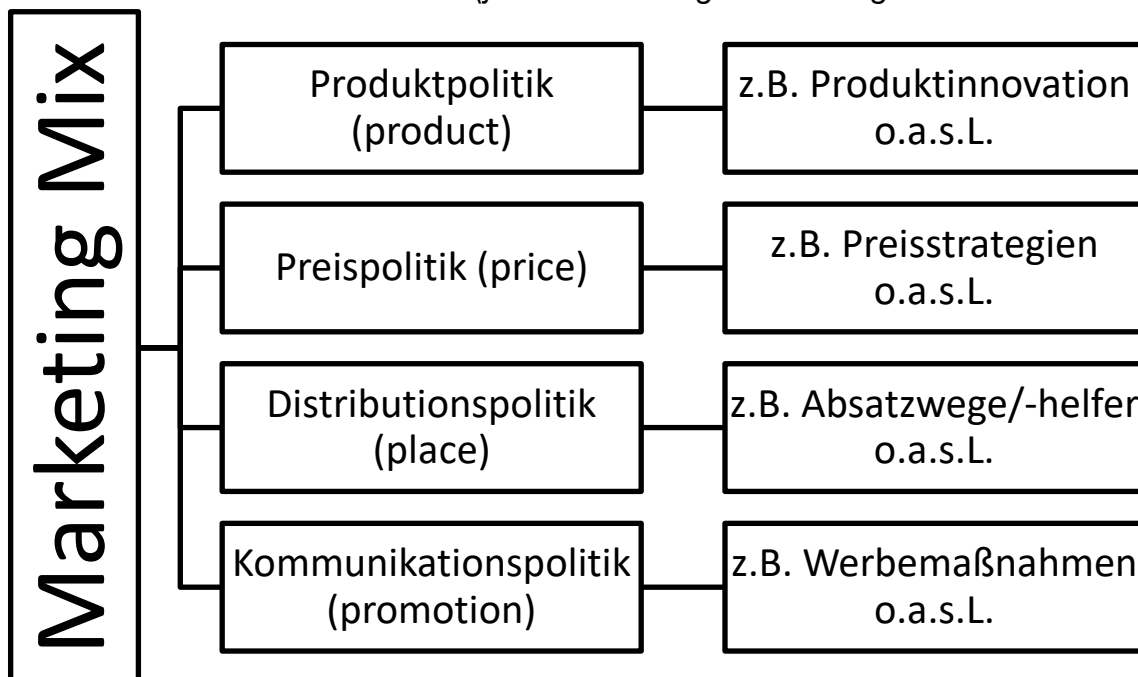 Marketing Mix
Produktpolitik
(product)
z.B. Produktinnovation
o.a.s.L.
Preispolitik (price)
z.B. Preisstrategien
o.a.s.L.
Distributionspolitik
(place)
z.B. Absatzwege/-helfer
o.a.s.L.
Kommunikationspolitik
(promotion)
z.B. Werbemaßnahmen
o.a.s.L.